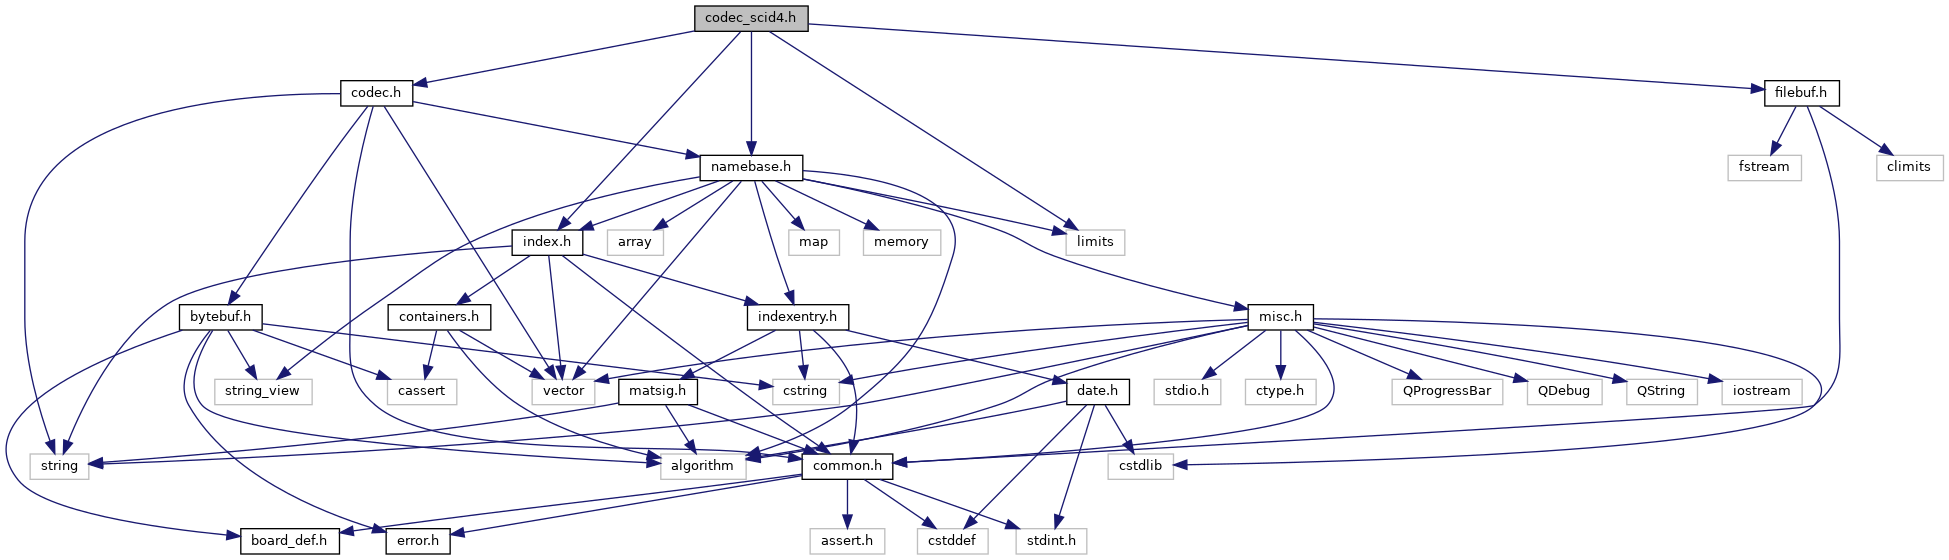 codec_scid4.h
codec.h
filebuf.h
namebase.h
fstream
climits
index.h
array
map
memory
limits
bytebuf.h
containers.h
indexentry.h
misc.h
string_view
cassert
vector
matsig.h
cstring
date.h
stdio.h
ctype.h
QProgressBar
QDebug
QString
iostream
string
algorithm
common.h
cstdlib
board_def.h
error.h
assert.h
cstddef
stdint.h